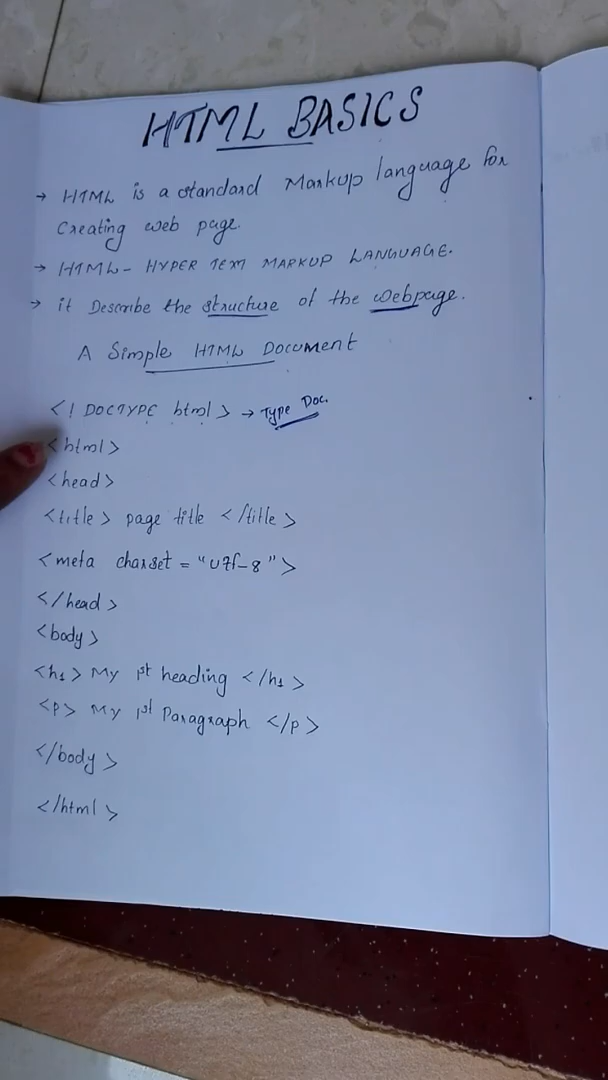 HTML BASICS
→ HTML is a standard Markup language for
Creating web page.
→ HTML - HYPER TEXT MARKUP LANGUAGE.
→ it Describe the structure of the webpage.
A Simple HTML Document
<! DOCTYPE html> → Type Doc.
<html>
<head>
<title> page title </title>
<meta charset = "utf-8">
</head>
<body>
<h1> My 1st heading </h1>
<p> My 1st Paragraph </p>
</body>
</html>